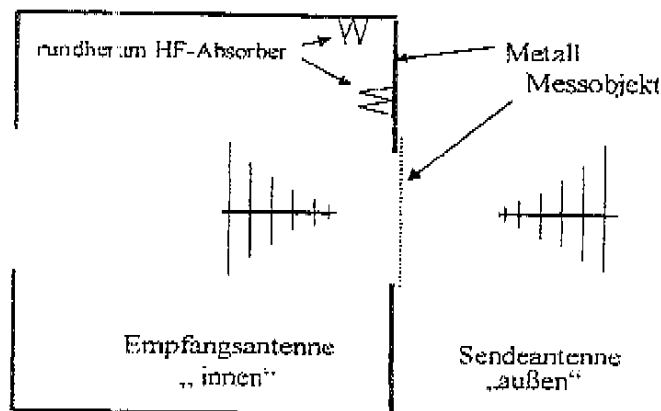 rundherum HF-Absorber
Metall
Messobjekt
Empfangsantenne
„innen“
Sendeantenne
„außen“